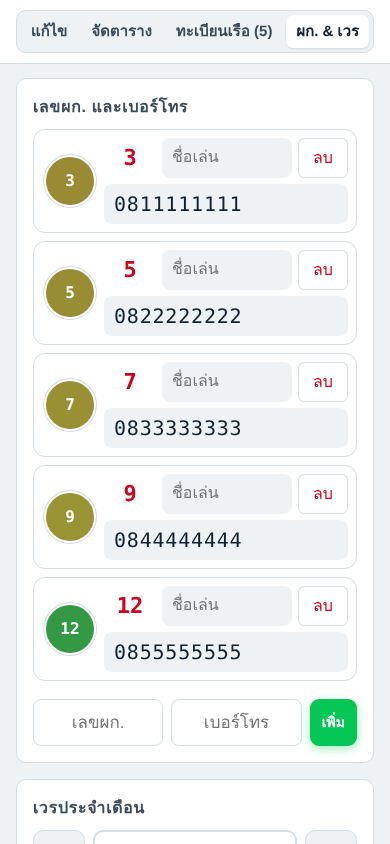 แก้ไข จัดตาราง ทะเบียนเรือ (5) ผก. & เวร
เลขผก. และเบอร์โทร
3 3 ชื่อเล่น ลบ
0811111111
5 5 ชื่อเล่น ลบ
0822222222
7 7 ชื่อเล่น ลบ
0833333333
9 9 ชื่อเล่น ลบ
0844444444
12 12 ชื่อเล่น ลบ
0855555555
เลขผก. เบอร์โทร เพิ่ม
เวรประจำเดือน